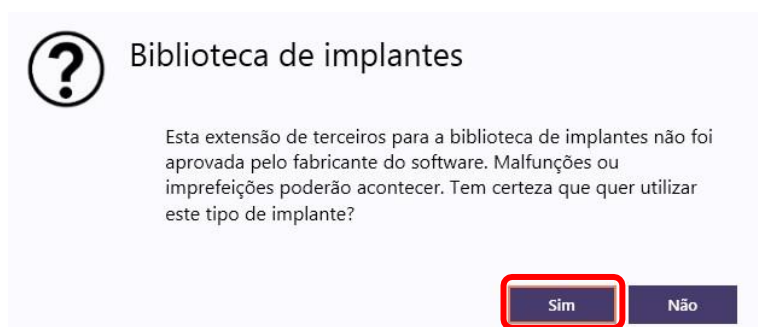 Biblioteca de implantes
Esta extensão de terceiros para a biblioteca de implantes não foi
aprovada pelo fabricante do software. Malfunções ou
imprefeições poderão acontecer. Tem certeza que quer utilizar
este tipo de implante?
Sim Não